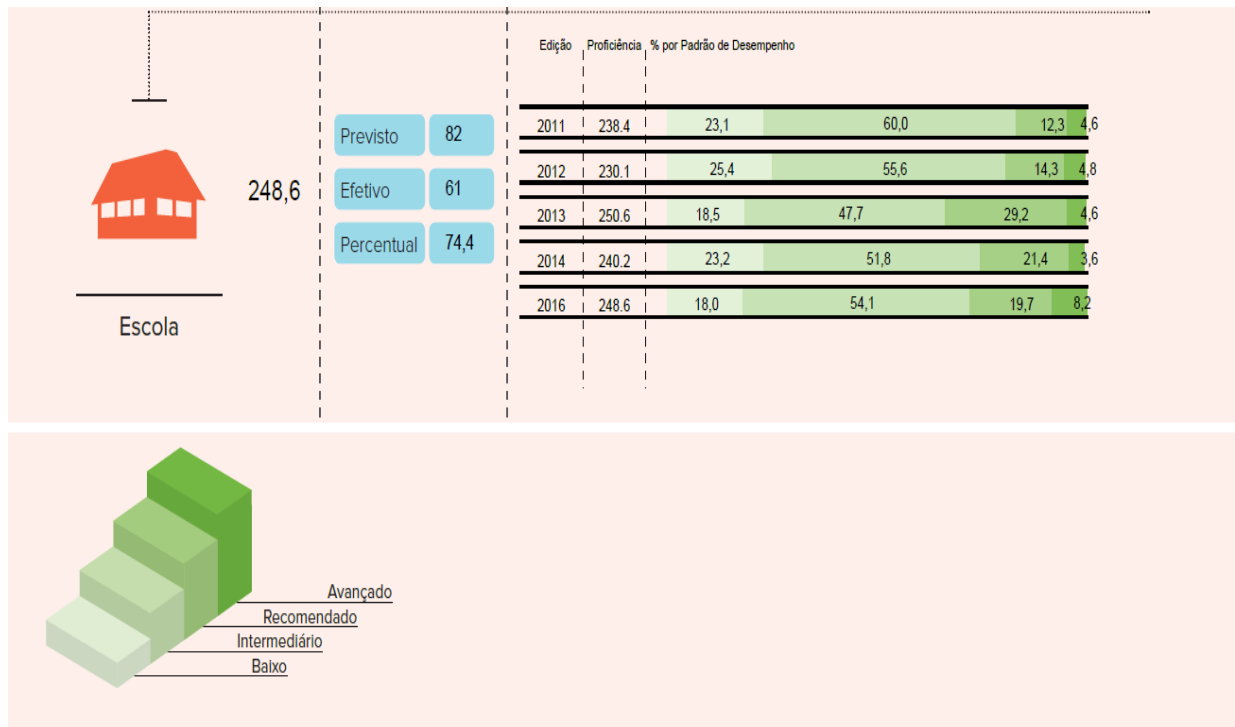 Edição Proficiência % por Padrão de Desempenho
2011 238.4 23,1 60,0 12,3 4,6
2012 230.1 25,4 55,6 14,3 4,8
2013 250.6 18,5 47,7 29,2 4,6
2014 240.2 23,2 51,8 21,4 3,6
2016 248.6 18,0 54,1 19,7 8,2
Previsto 82
Efetivo 61
Percentual 74,4
248,6
Escola
Avançado
Recomendado
Intermediário
Baixo